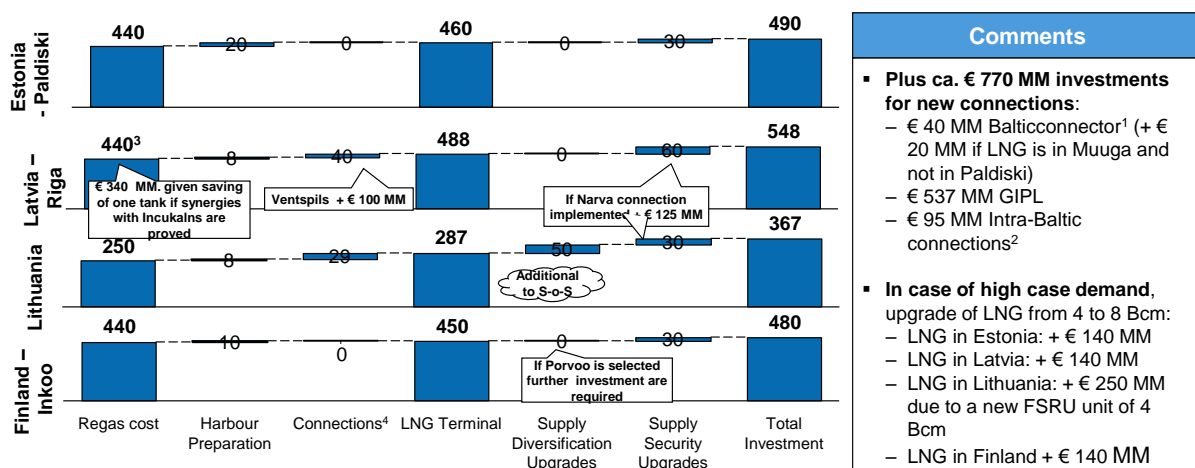 Estonia
- Paldiski
440
20
0
460
0
30
490
Latvia –
Riga
440³
8
40
488
0
60
548
€ 340 MM. given saving
of one tank if synergies
with Incukalns are
proved
Ventspils + € 100 MM
If Narva connection
implemented + € 125 MM
Lithuania
250
8
29
287
50
30
367
Additional
to S-o-S
Finland –
Inkoo
440
10
0
450
0
30
480
If Porvoo is selected
further investment are
required
Regas cost
Harbour
Preparation
Connections⁴
LNG Terminal
Supply
Diversification
Upgrades
Supply
Security
Upgrades
Total
Investment
Comments
▪ Plus ca. € 770 MM investments
for new connections:
– € 40 MM Balticconnector¹ (+ €
20 MM if LNG is in Muuga and
not in Paldiski)
– € 537 MM GIPL
– € 95 MM Intra-Baltic
connections²
▪ In case of high case demand,
upgrade of LNG from 4 to 8 Bcm:
– LNG in Estonia: + € 140 MM
– LNG in Latvia: + € 140 MM
– LNG in Lithuania: + € 250 MM
due to a new FSRU unit of 4
Bcm
– LNG in Finland + € 140 MM